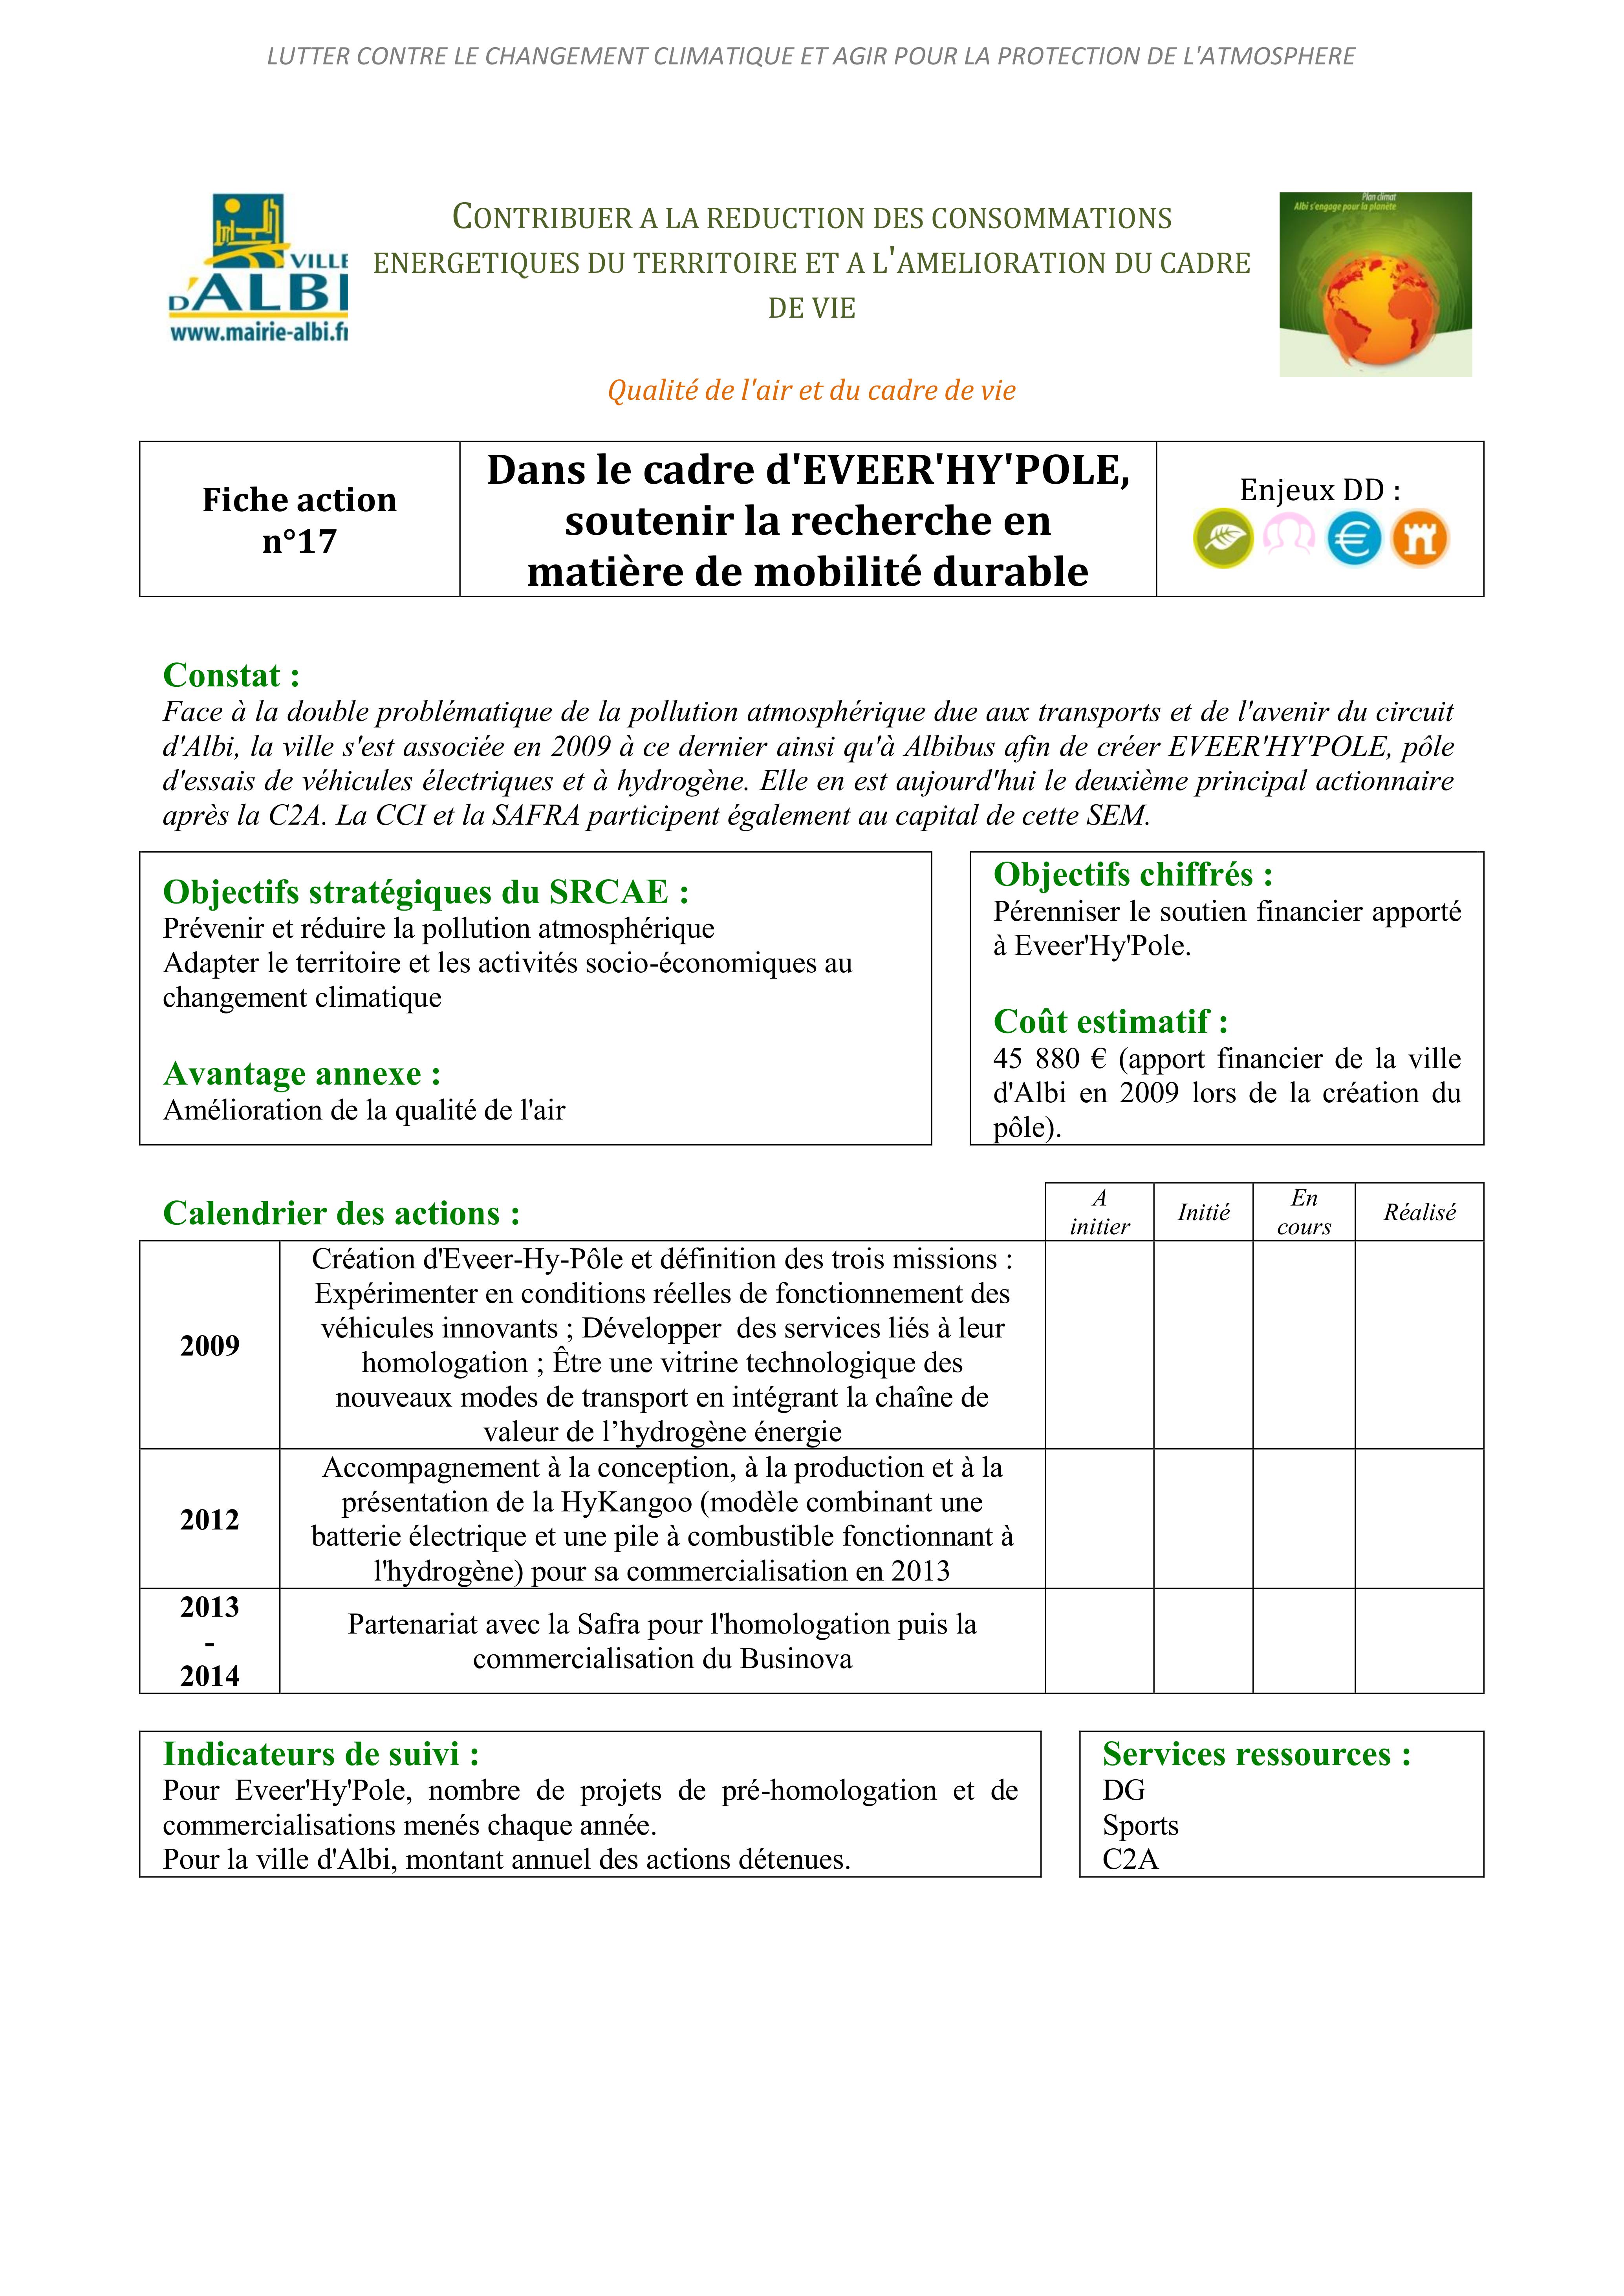 LUTTER CONTRE LE CHANGEMENT CLIMATIQUE ET AGIR POUR LA PROTECTION DE L'ATMOSPHERE
VILLE
D'ALBI
www.mairie-albi.fr
CONTRIBUER A LA REDUCTION DES CONSOMMATIONS
ENERGETIQUES DU TERRITOIRE ET A L'AMELIORATION DU CADRE
DE VIE
Plan climat
Albi s'engage pour la planète
Qualité de l'air et du cadre de vie
Fiche action
n°17
Dans le cadre d'EVEER'HY'POLE,
soutenir la recherche en
matière de mobilité durable
Enjeux DD :
Constat :
Face à la double problématique de la pollution atmosphérique due aux transports et de l'avenir du circuit
d'Albi, la ville s'est associée en 2009 à ce dernier ainsi qu'à Albibus afin de créer EVEER'HY'POLE, pôle
d'essais de véhicules électriques et à hydrogène. Elle en est aujourd'hui le deuxième principal actionnaire
après la C2A. La CCI et la SAFRA participent également au capital de cette SEM.
Objectifs stratégiques du SRCAE :
Prévenir et réduire la pollution atmosphérique
Adapter le territoire et les activités socio-économiques au
changement climatique
Avantage annexe :
Amélioration de la qualité de l'air
Objectifs chiffrés :
Pérenniser le soutien financier apporté
à Eveer'Hy'Pole.
Coût estimatif :
45 880 € (apport financier de la ville
d'Albi en 2009 lors de la création du
pôle).
Calendrier des actions :
A
initier
Initié
En
cours
Réalisé
2009
Création d'Eveer-Hy-Pôle et définition des trois missions :
Expérimenter en conditions réelles de fonctionnement des
véhicules innovants ; Développer  des services liés à leur
homologation ; Être une vitrine technologique des
nouveaux modes de transport en intégrant la chaîne de
valeur de l’hydrogène énergie
2012
Accompagnement à la conception, à la production et à la
présentation de la HyKangoo (modèle combinant une
batterie électrique et une pile à combustible fonctionnant à
l'hydrogène) pour sa commercialisation en 2013
2013
-
2014
Partenariat avec la Safra pour l'homologation puis la
commercialisation du Businova
Indicateurs de suivi :
Pour Eveer'Hy'Pole, nombre de projets de pré-homologation et de
commercialisations menés chaque année.
Pour la ville d'Albi, montant annuel des actions détenues.
Services ressources :
DG
Sports
C2A